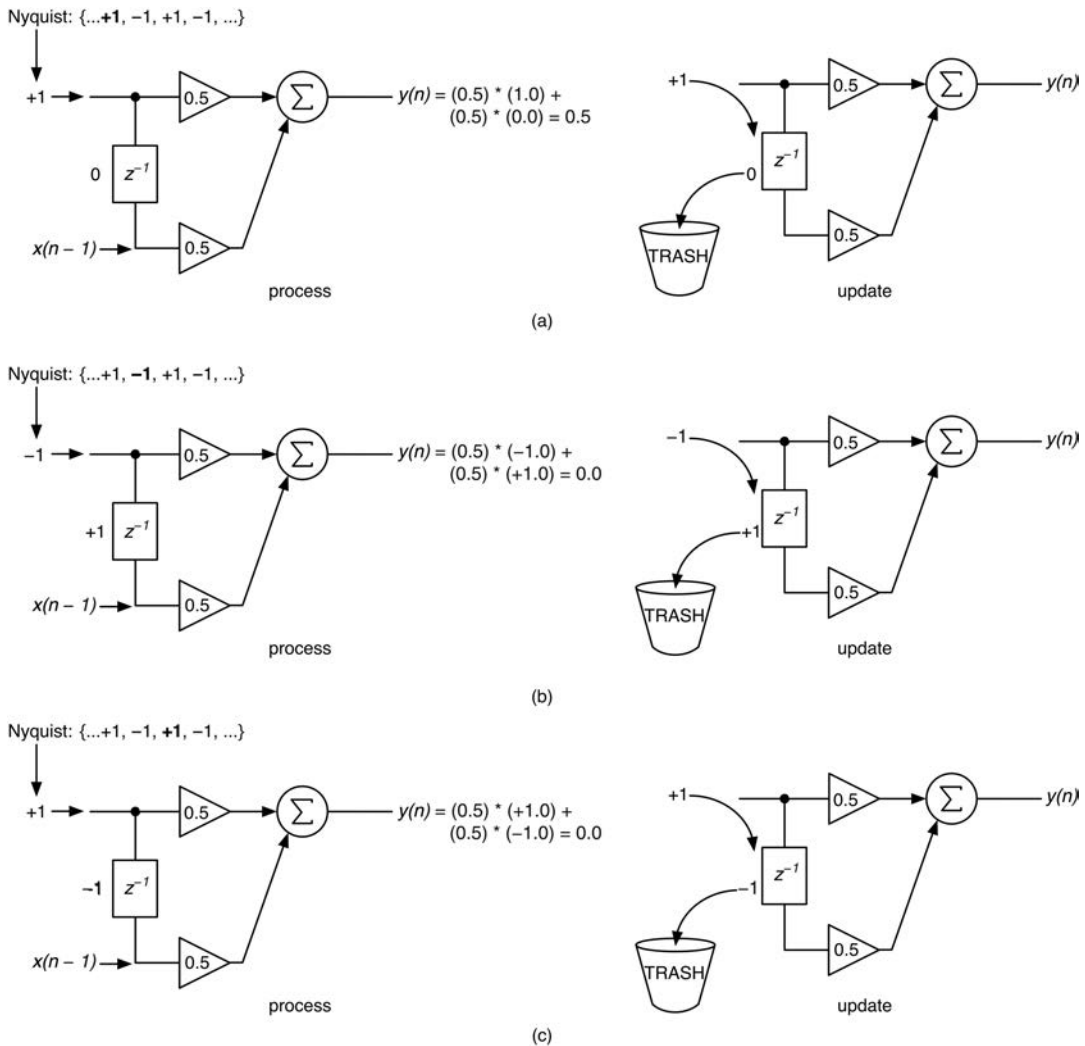 Nyquist: {...+1, −1, +1, −1, ...}
+1
0.5
Σ
y(n) = (0.5) * (1.0) +
(0.5) * (0.0) = 0.5
0
z⁻¹
x(n − 1)
0.5
process
+1
0.5
Σ
y(n)
z⁻¹
0
0.5
TRASH
update
(a)
Nyquist: {...+1, −1, +1, −1, ...}
−1
0.5
Σ
y(n) = (0.5) * (−1.0) +
(0.5) * (+1.0) = 0.0
+1
z⁻¹
x(n − 1)
0.5
process
−1
0.5
Σ
y(n)
z⁻¹
+1
0.5
TRASH
update
(b)
Nyquist: {...+1, −1, +1, −1, ...}
+1
0.5
Σ
y(n) = (0.5) * (+1.0) +
(0.5) * (−1.0) = 0.0
−1
z⁻¹
x(n − 1)
0.5
process
+1
0.5
Σ
y(n)
z⁻¹
−1
0.5
TRASH
update
(c)